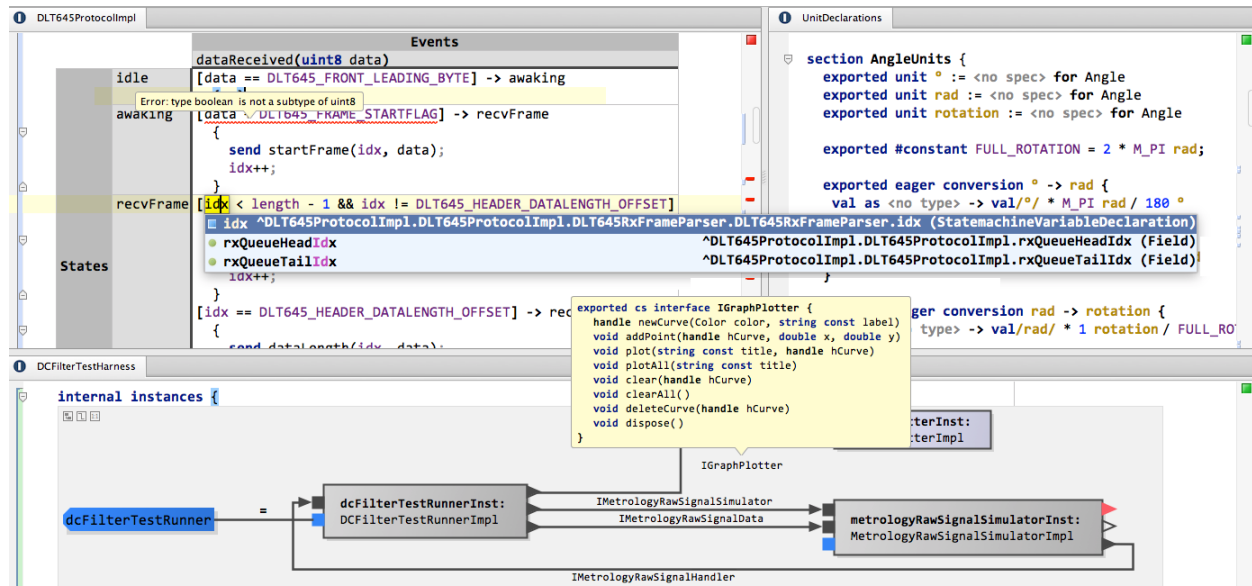 DLT645ProtocolImpl
Events
dataReceived(uint8 data)
idle
[data == DLT645_FRONT_LEADING_BYTE] -> awaking
Error: type boolean is not a subtype of uint8
awaking
[data DLT645_FRAME_STARTFLAG] -> recvFrame
{
send startFrame(idx, data);
idx++;
}
recvFrame
[idx < length - 1 && idx != DLT645_HEADER_DATALENGTH_OFFSET]
idx ^DLT645ProtocolImpl.DLT645ProtocolImpl.DLT645RxFrameParser.DLT645RxFrameParser.idx (StatemachineVariableDeclaration)
rxQueueHeadIdx ^DLT645ProtocolImpl.DLT645ProtocolImpl.rxQueueHeadIdx (Field)
rxQueueTailIdx ^DLT645ProtocolImpl.DLT645ProtocolImpl.rxQueueTailIdx (Field)
States
idx++;
}
[idx == DLT645_HEADER_DATALENGTH_OFFSET] -> rec
{
send dataLength(idx, data);
UnitDeclarations
section AngleUnits {
exported unit ° := <no spec> for Angle
exported unit rad := <no spec> for Angle
exported unit rotation := <no spec> for Angle
exported #constant FULL_ROTATION = 2 * M_PI rad;
exported eager conversion ° -> rad {
val as <no type> -> val/°/ * M_PI rad / 180 °
}
ger conversion rad -> rotation {
type> -> val/rad/ * 1 rotation / FULL_RO
exported cs interface IGraphPlotter {
handle newCurve(Color color, string const label)
void addPoint(handle hCurve, double x, double y)
void plot(string const title, handle hCurve)
void plotAll(string const title)
void clear(handle hCurve)
void clearAll()
void deleteCurve(handle hCurve)
void dispose()
}
DCFilterTestHarness
internal instances {
terInst:
terImpl
IGraphPlotter
dcFilterTestRunner
=
dcFilterTestRunnerInst:
DCFilterTestRunnerImpl
IMetrologyRawSignalSimulator
IMetrologyRawSignalData
metrologyRawSignalSimulatorInst:
MetrologyRawSignalSimulatorImpl
IMetrologyRawSignalHandler